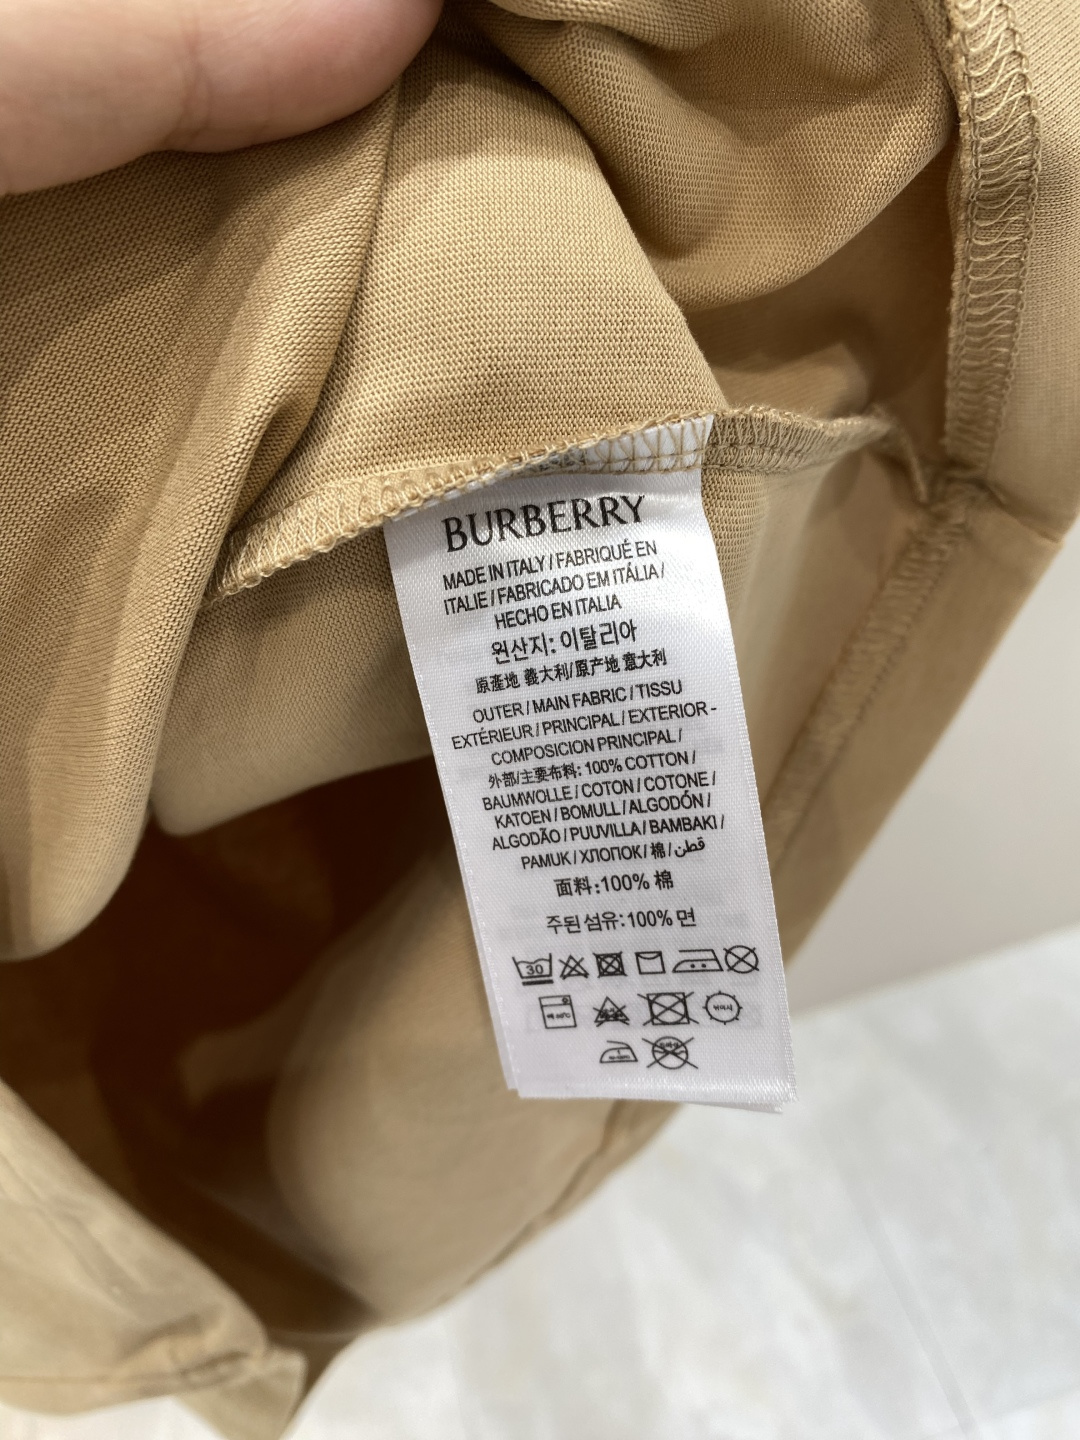 BURBERRY
MADE IN ITALY / FABRIQUÉ EN
ITALIE / FABRICADO EM ITÁLIA /
HECHO EN ITALIA
원산지: 이탈리아
原產地 義大利/原产地 意大利
OUTER / MAIN FABRIC / TISSU
EXTÉRIEUR / PRINCIPAL / EXTERIOR -
COMPOSICION PRINCIPAL /
外部/主要布料: 100% COTTON /
BAUMWOLLE / COTON / COTONE /
KATOEN / BOMULL / ALGODÓN /
ALGODÃO / PUUVILLA / BAMBAKI /
PAMUK / ХЛОПОК / 棉 / قطن
面料:100% 棉
주된 섬유:100% 면
30